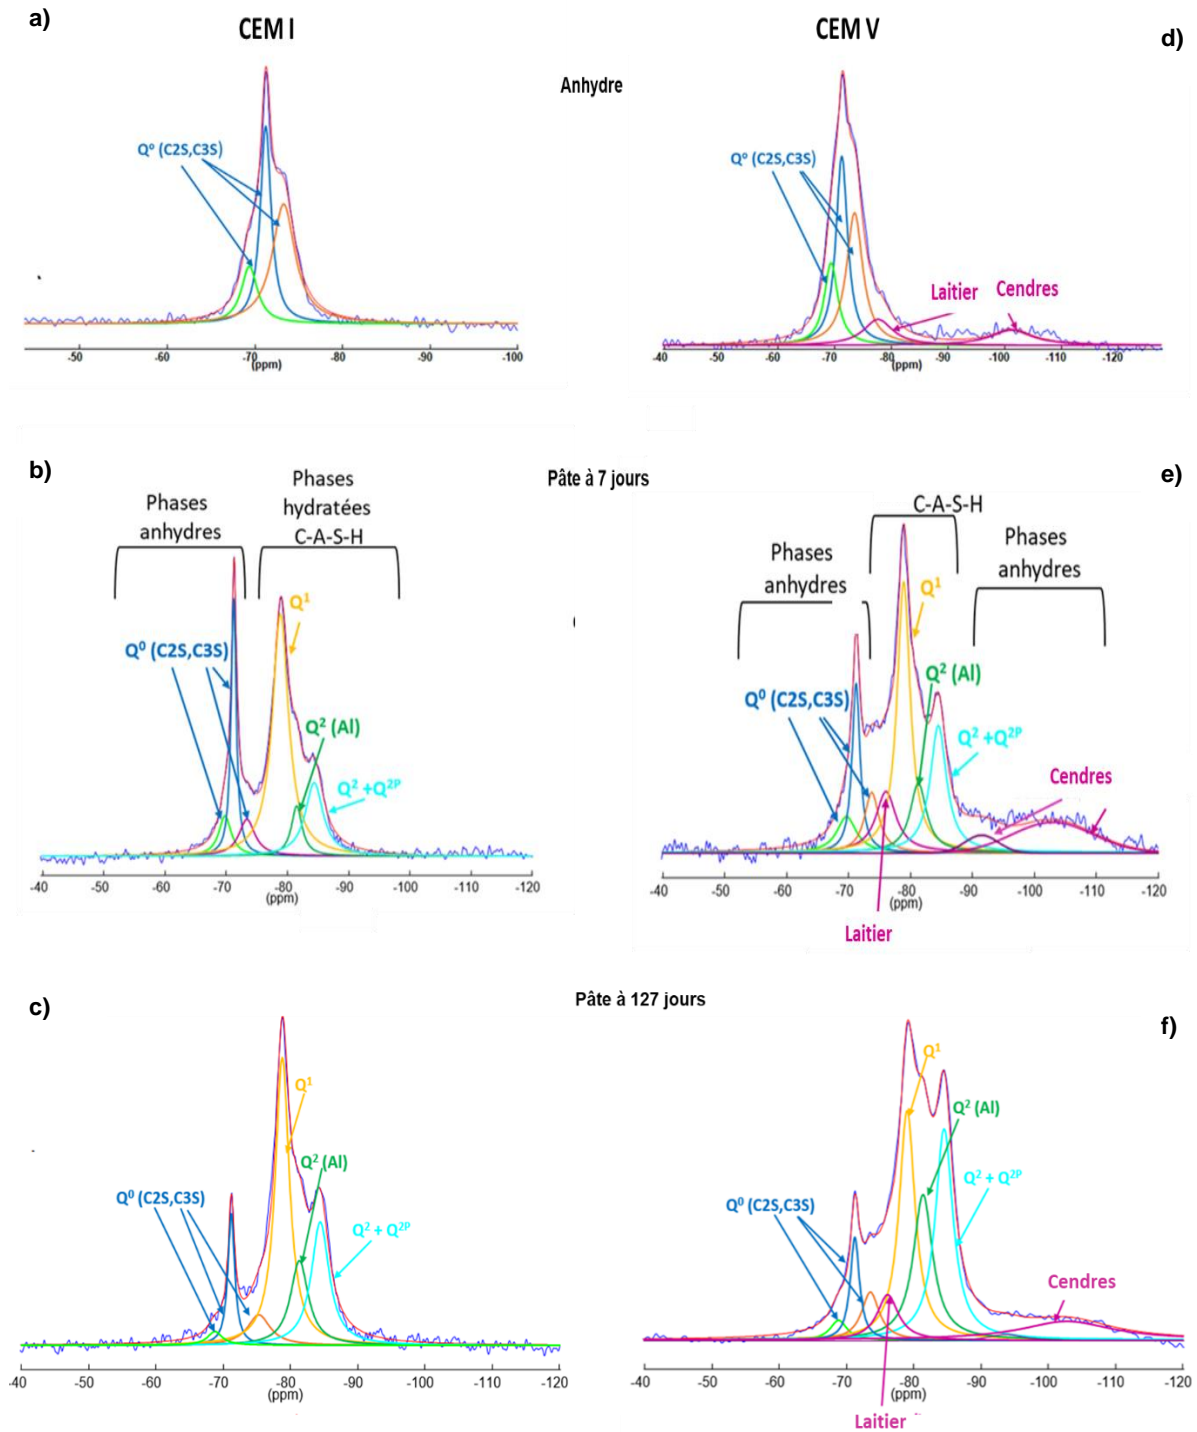 a)
CEM I
CEM V
d)
Anhydre
Q° (C2S,C3S)
-50
-60
-70
-80
-90
-100
(ppm)
Q° (C2S,C3S)
Laitier
Cendres
-40
-50
-60
-70
-80
-90
-100
-110
-120
(ppm)
b)
Pâte à 7 jours
e)
Phases
anhydres
Phases
hydratées
C-A-S-H
Q¹
Q⁰ (C2S,C3S)
Q² (Al)
Q² +Q²ᴾ
-40
-50
-60
-70
-80
-90
-100
-110
-120
(ppm)
C-A-S-H
Phases
anhydres
Phases
anhydres
Q¹
Q² (Al)
Q⁰ (C2S,C3S)
Q² +Q²ᴾ
Cendres
-40
-50
-60
-70
-80
-90
-100
-110
-120
(ppm)
Laitier
c)
Pâte à 127 jours
f)
Q¹
Q² (Al)
Q⁰ (C2S,C3S)
Q² + Q²ᴾ
-40
-50
-60
-70
-80
-90
-100
-110
-120
(ppm)
Q¹
Q² (Al)
Q² + Q²ᴾ
Q⁰ (C2S,C3S)
Cendres
-40
-50
-60
-70
-80
-90
-100
-110
-120
(ppm)
Laitier